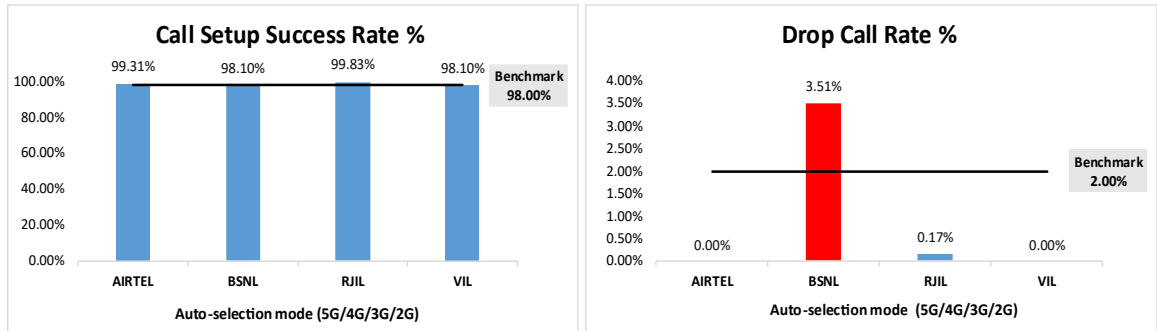 Call Setup Success Rate %
99.31% 98.10% 99.83% 98.10%
Benchmark
98.00%
100.00%
80.00%
60.00%
40.00%
20.00%
0.00%
AIRTEL BSNL RJIL VIL
Auto-selection mode (5G/4G/3G/2G)
Drop Call Rate %
4.00%
3.50%
3.00%
2.50%
2.00%
1.50%
1.00%
0.50%
0.00%
3.51%
Benchmark
2.00%
0.00% 0.17% 0.00%
AIRTEL BSNL RJIL VIL
Auto-selection mode (5G/4G/3G/2G)